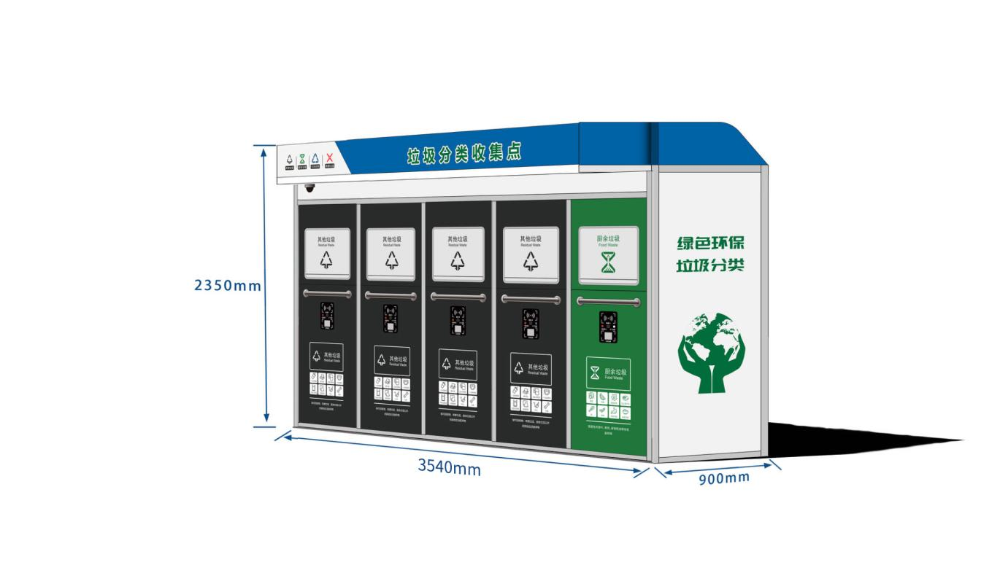 垃圾分类收集点
其他垃圾
Residual Waste
其他垃圾
Residual Waste
其他垃圾
Residual Waste
其他垃圾
Residual Waste
厨余垃圾
Food Waste
绿色环保
垃圾分类
其他垃圾
Residual Waste
其他垃圾
Residual Waste
其他垃圾
Residual Waste
其他垃圾
Residual Waste
厨余垃圾
Food Waste
2350mm
3540mm
900mm